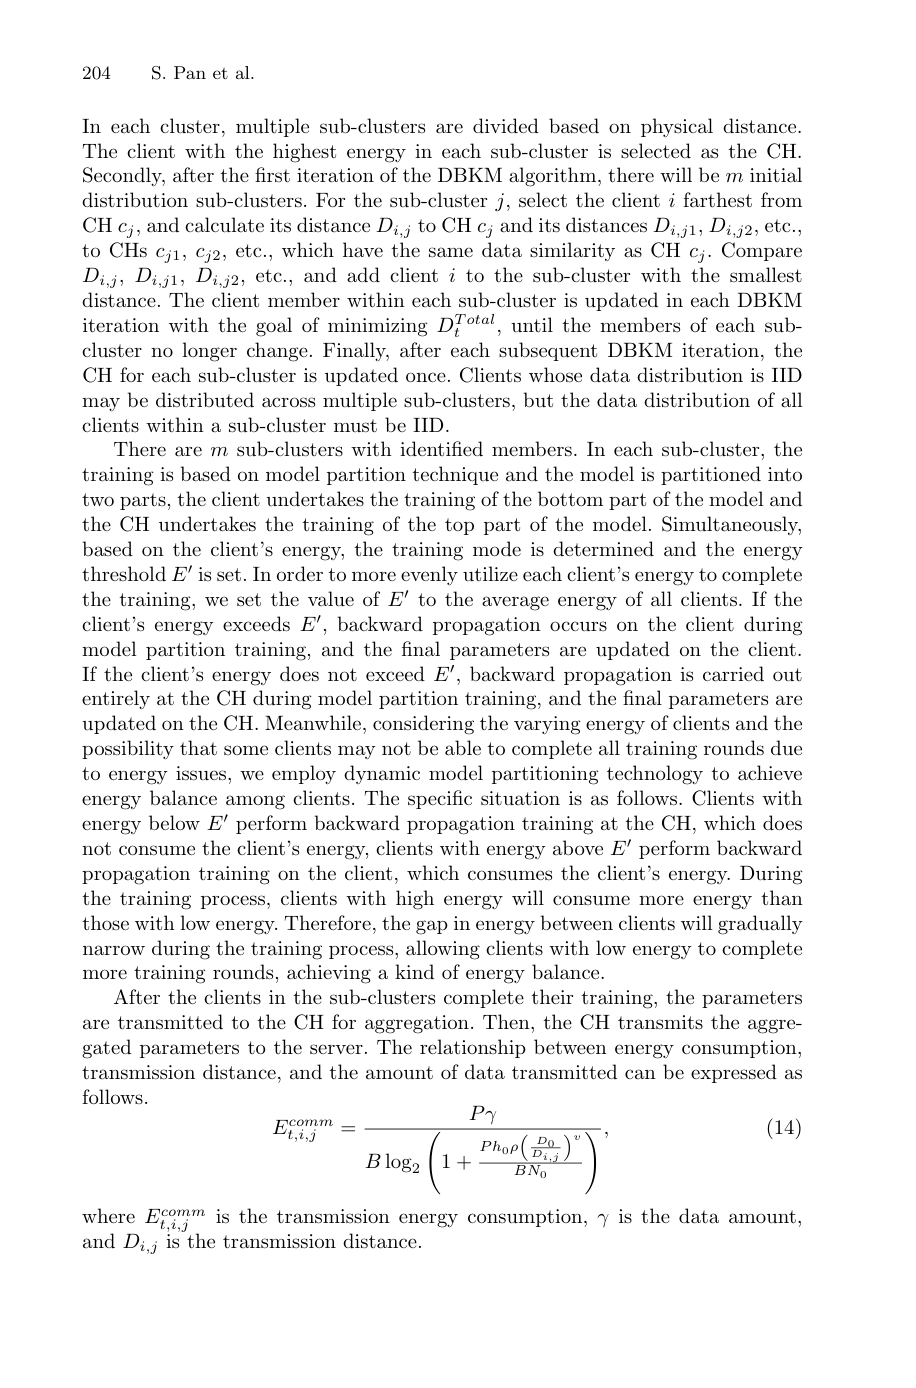 204 S. Pan et al.
In each cluster, multiple sub-clusters are divided based on physical distance.
The client with the highest energy in each sub-cluster is selected as the CH.
Secondly, after the first iteration of the DBKM algorithm, there will be m initial
distribution sub-clusters. For the sub-cluster j, select the client i farthest from
CH c_j, and calculate its distance D_{i,j} to CH c_j and its distances D_{i,j1}, D_{i,j2}, etc.,
to CHs c_{j1}, c_{j2}, etc., which have the same data similarity as CH c_j. Compare
D_{i,j}, D_{i,j1}, D_{i,j2}, etc., and add client i to the sub-cluster with the smallest
distance. The client member within each sub-cluster is updated in each DBKM
iteration with the goal of minimizing D_t^{Total}, until the members of each sub-
cluster no longer change. Finally, after each subsequent DBKM iteration, the
CH for each sub-cluster is updated once. Clients whose data distribution is IID
may be distributed across multiple sub-clusters, but the data distribution of all
clients within a sub-cluster must be IID.
There are m sub-clusters with identified members. In each sub-cluster, the
training is based on model partition technique and the model is partitioned into
two parts, the client undertakes the training of the bottom part of the model and
the CH undertakes the training of the top part of the model. Simultaneously,
based on the client's energy, the training mode is determined and the energy
threshold E′ is set. In order to more evenly utilize each client's energy to complete
the training, we set the value of E′ to the average energy of all clients. If the
client's energy exceeds E′, backward propagation occurs on the client during
model partition training, and the final parameters are updated on the client.
If the client's energy does not exceed E′, backward propagation is carried out
entirely at the CH during model partition training, and the final parameters are
updated on the CH. Meanwhile, considering the varying energy of clients and the
possibility that some clients may not be able to complete all training rounds due
to energy issues, we employ dynamic model partitioning technology to achieve
energy balance among clients. The specific situation is as follows. Clients with
energy below E′ perform backward propagation training at the CH, which does
not consume the client's energy, clients with energy above E′ perform backward
propagation training on the client, which consumes the client's energy. During
the training process, clients with high energy will consume more energy than
those with low energy. Therefore, the gap in energy between clients will gradually
narrow during the training process, allowing clients with low energy to complete
more training rounds, achieving a kind of energy balance.
After the clients in the sub-clusters complete their training, the parameters
are transmitted to the CH for aggregation. Then, the CH transmits the aggre-
gated parameters to the server. The relationship between energy consumption,
transmission distance, and the amount of data transmitted can be expressed as
follows.
E_{t,i,j}^{comm} = \frac{Pγ}{B \log_2 \left(1 + \frac{Ph_0ρ\left(\frac{D_0}{D_{i,j}}\right)^v}{BN_0}\right)}, (14)
where E_{t,i,j}^{comm} is the transmission energy consumption, γ is the data amount,
and D_{i,j} is the transmission distance.